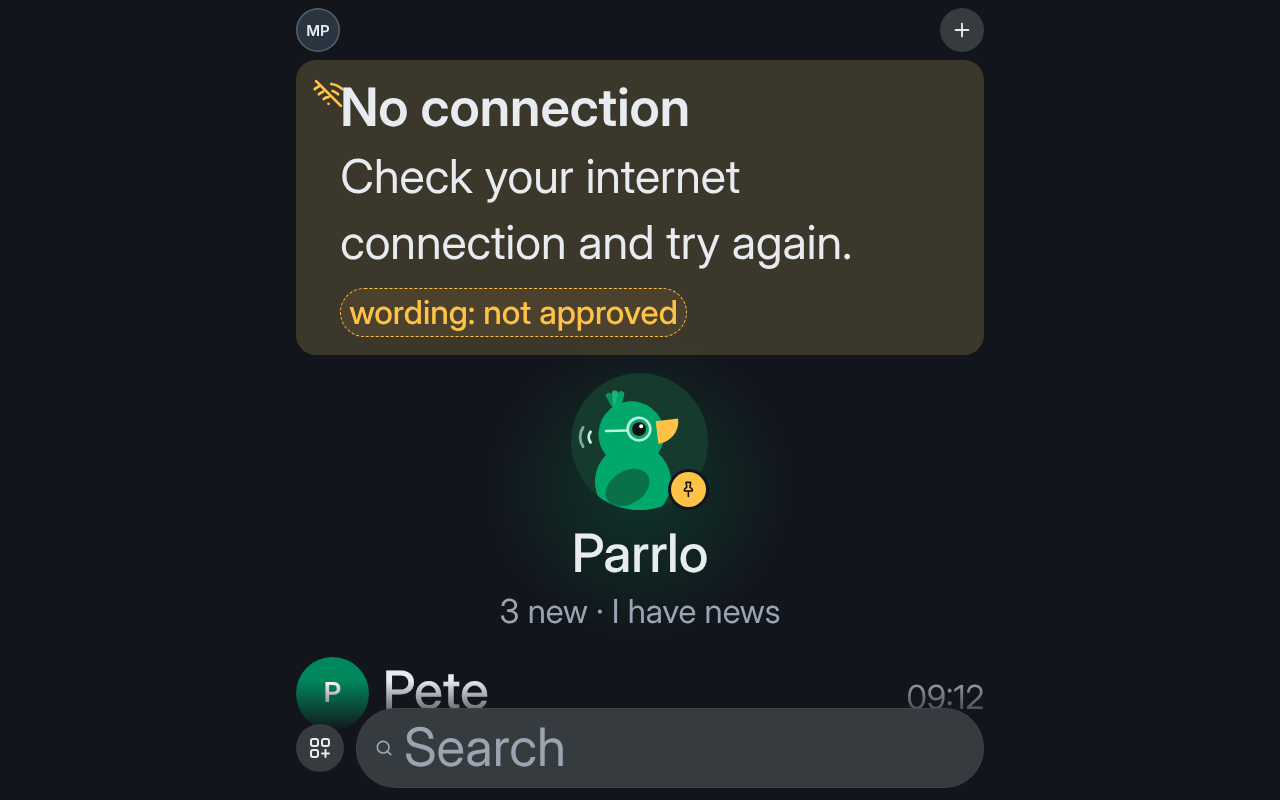 MP
No connection
Check your internet
connection and try again.
wording: not approved
Parrlo
3 new · I have news
P
Pete
09:12
Search